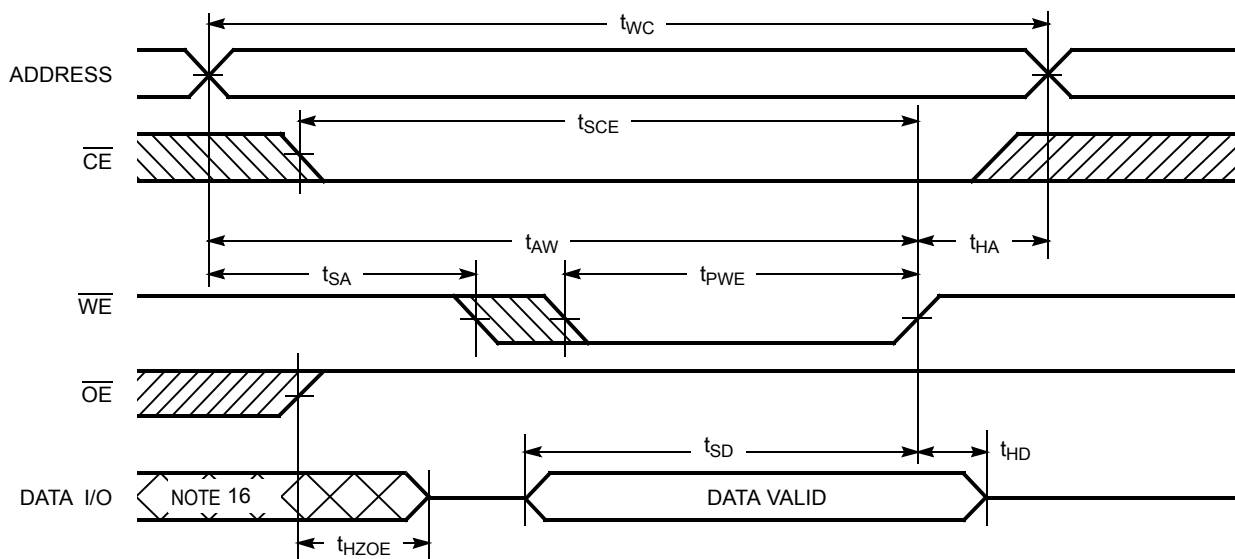 tWC
ADDRESS
tSCE
CE
tAW
tHA
tSA
tPWE
WE
OE
tSD
tHD
DATA I/O
NOTE 16
DATA VALID
tHZOE